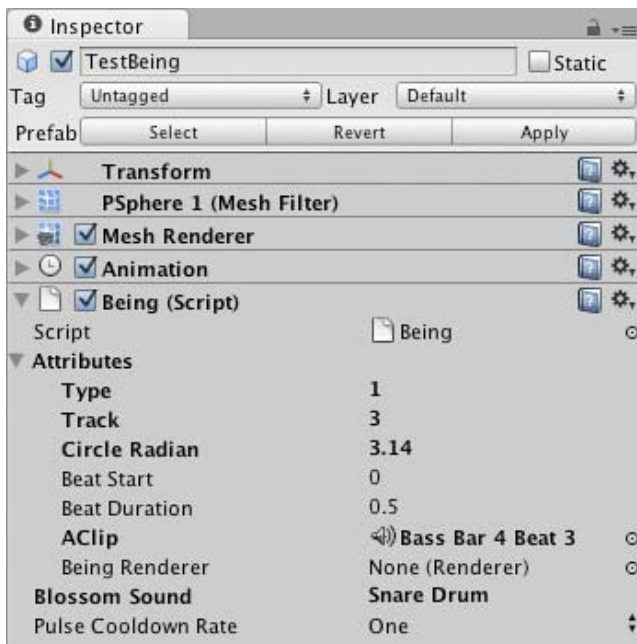 Inspector
TestBeing Static
Tag Untagged Layer Default
Prefab Select Revert Apply
Transform
PSphere 1 (Mesh Filter)
Mesh Renderer
Animation
Being (Script)
Script Being
Attributes
Type 1
Track 3
Circle Radian 3.14
Beat Start 0
Beat Duration 0.5
AClip Bass Bar 4 Beat 3
Being Renderer None (Renderer)
Blossom Sound Snare Drum
Pulse Cooldown Rate One